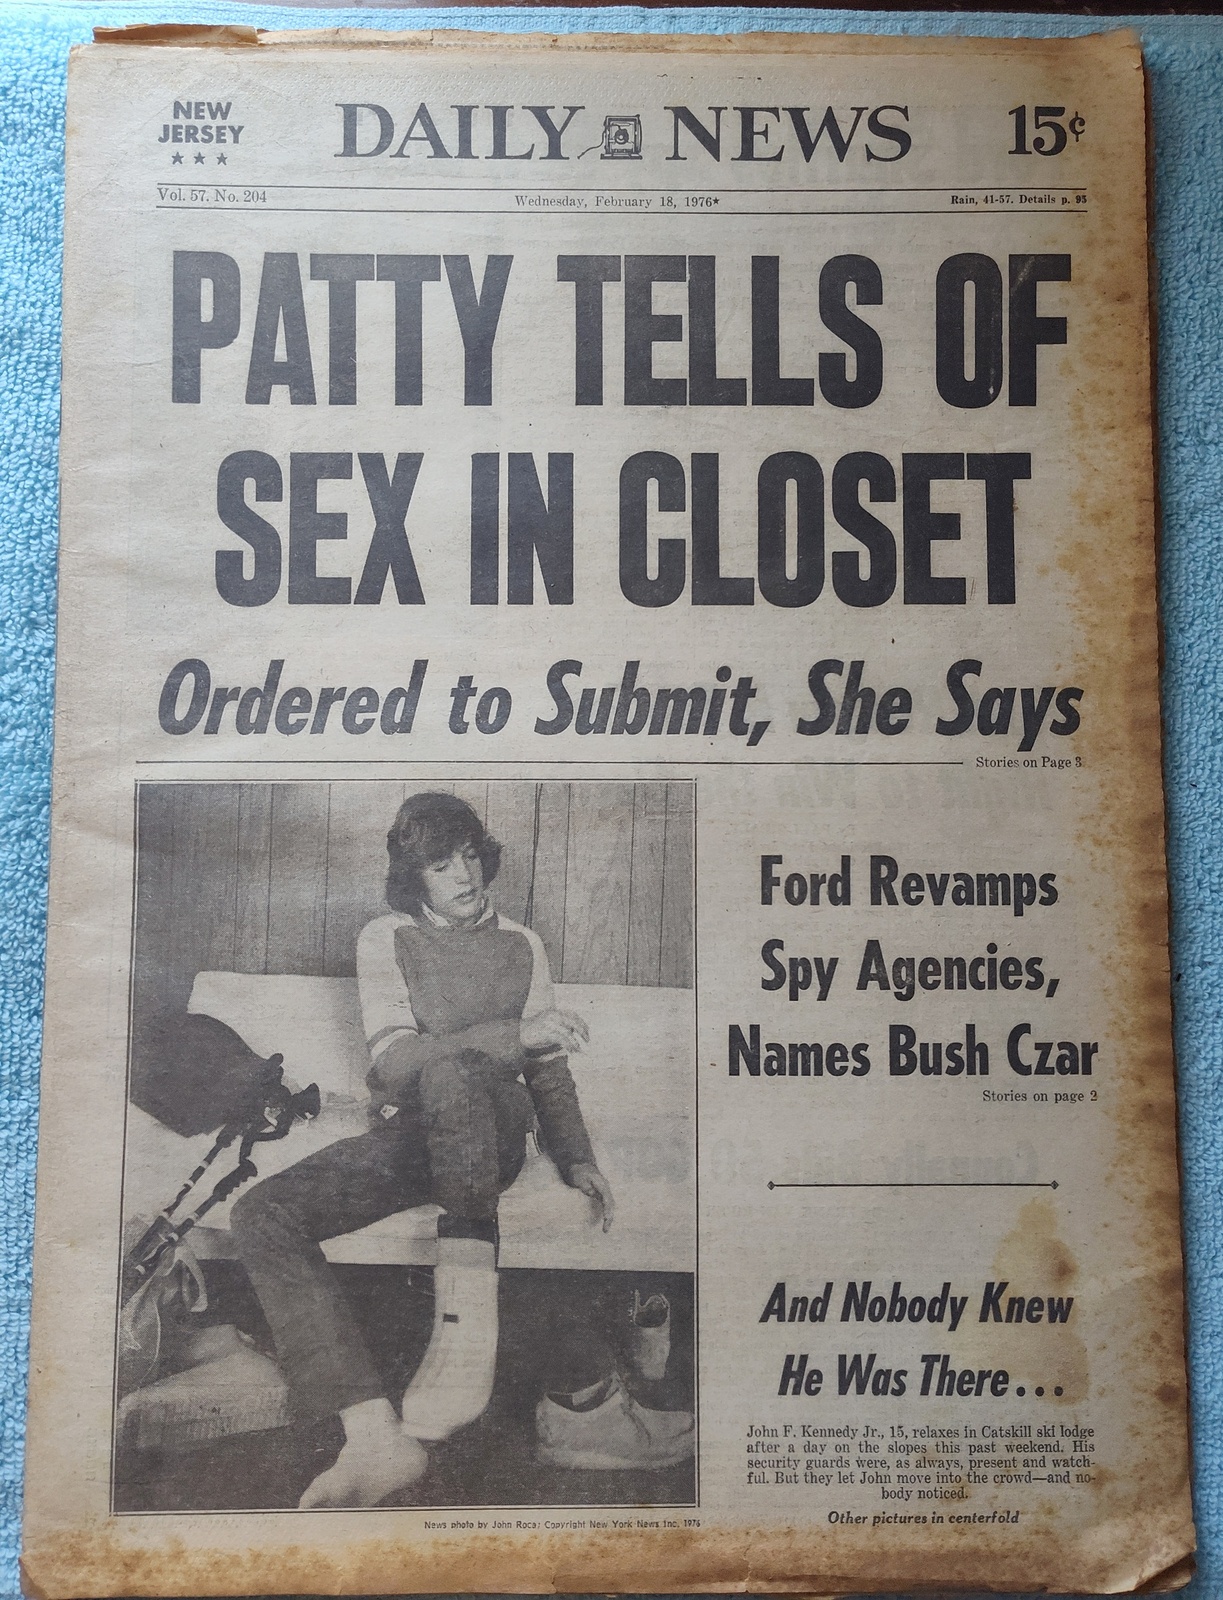 NEW
JERSEY
★ ★ ★
DAILY NEWS
15¢
Vol. 57. No. 204
Wednesday, February 18, 1976★
Rain, 41-57. Details p. 95
PATTY TELLS OF
SEX IN CLOSET
Ordered to Submit, She Says
Stories on Page 3
Ford Revamps
Spy Agencies,
Names Bush Czar
Stories on page 2
And Nobody Knew
He Was There...
John F. Kennedy Jr., 15, relaxes in Catskill ski lodge
after a day on the slopes this past weekend. His
security guards were, as always, present and watch-
ful. But they let John move into the crowd—and no-
body noticed.
Other pictures in centerfold
News photo by John Roca; Copyright New York News Inc. 1976